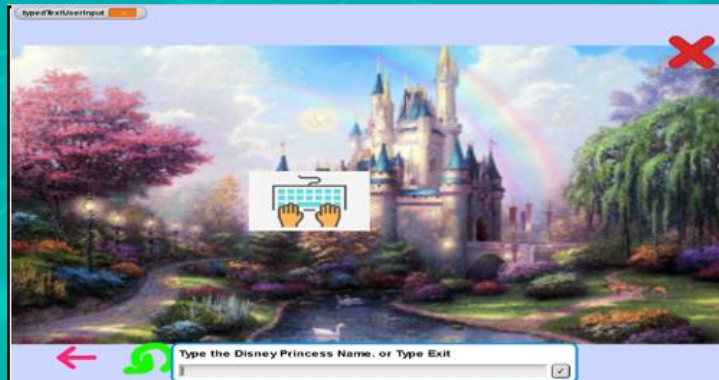 typedTextUserInput
Type the Disney Princess Name. or Type Exit